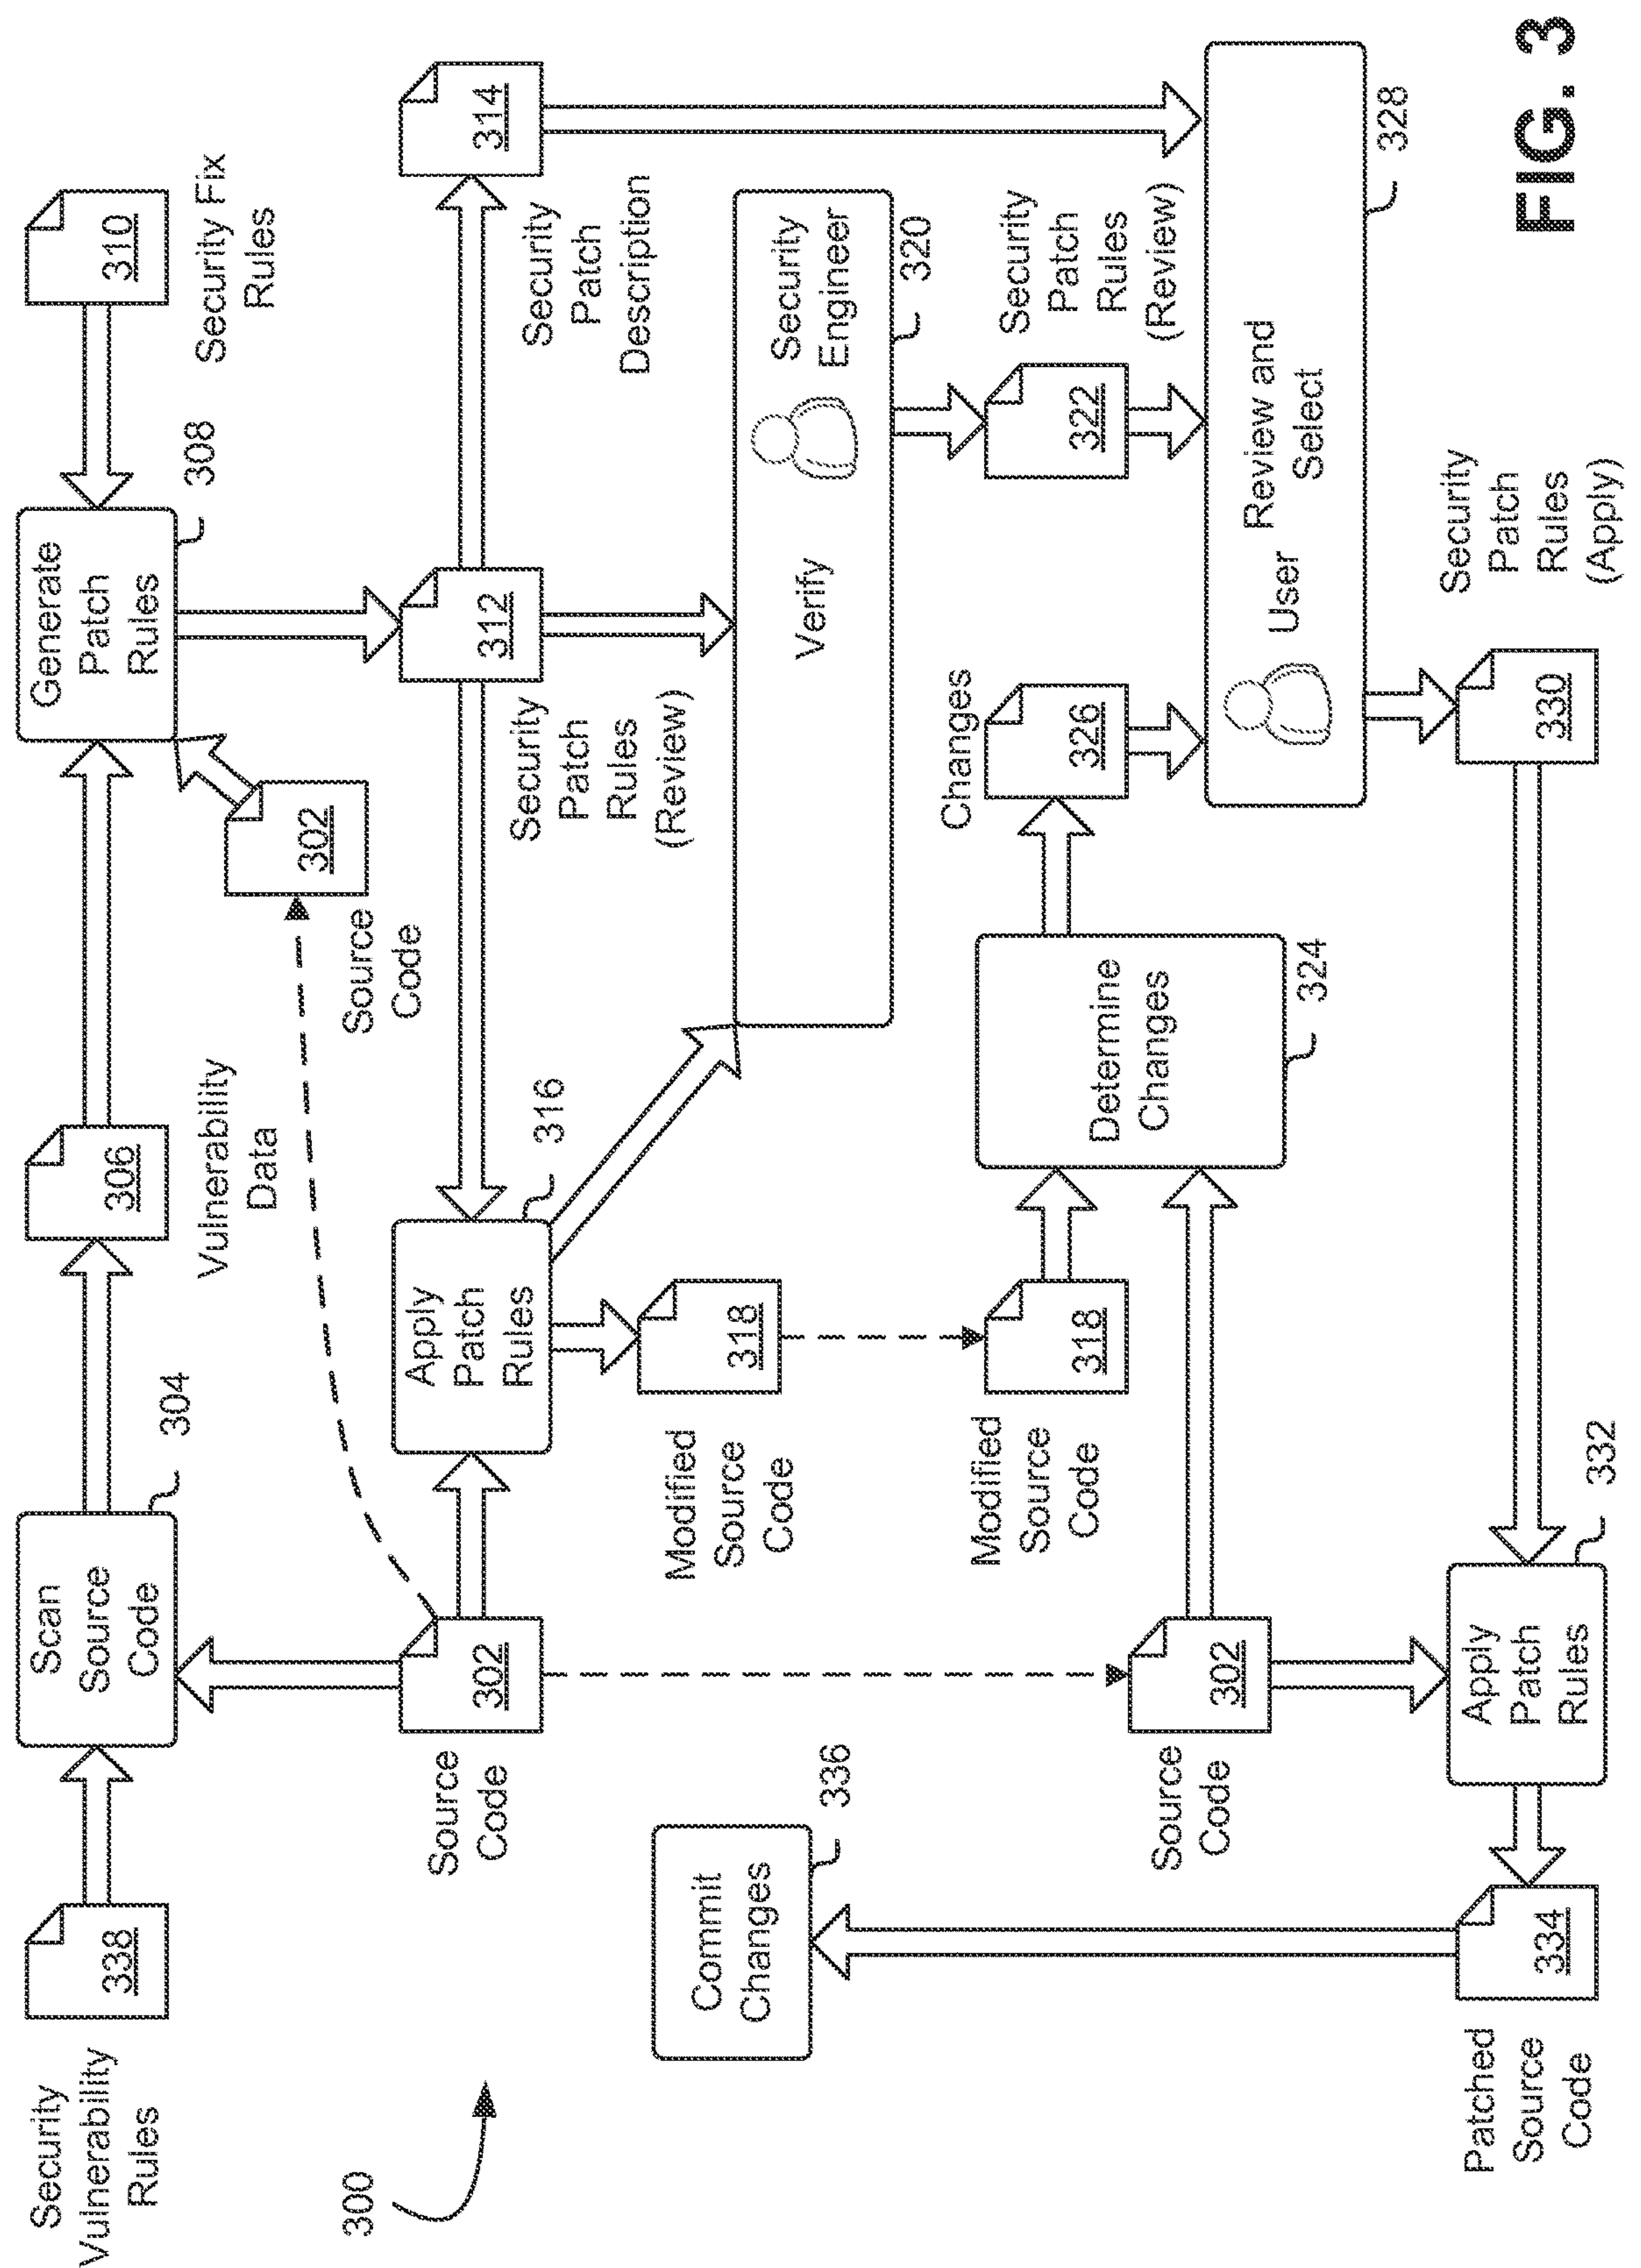 300
Security
Vulnerability
Rules
338
Scan
Source
Code
304
306
Vulnerability
Data
Generate
Patch
Rules
308
310
Security Fix
Rules
302
Source
Code
302
Source
Code
Apply
Patch
Rules
316
312
Security
Patch
Rules
(Review)
314
Security
Patch
Description
318
Modified
Source
Code
Verify
Security
Engineer
320
Commit
Changes
336
318
Modified
Source
Code
302
Source
Code
Determine
Changes
324
Changes
326
322
Security
Patch
Rules
(Review)
User
Review and
Select
328
334
Patched
Source
Code
Apply
Patch
Rules
332
330
Security
Patch
Rules
(Apply)
FIG. 3